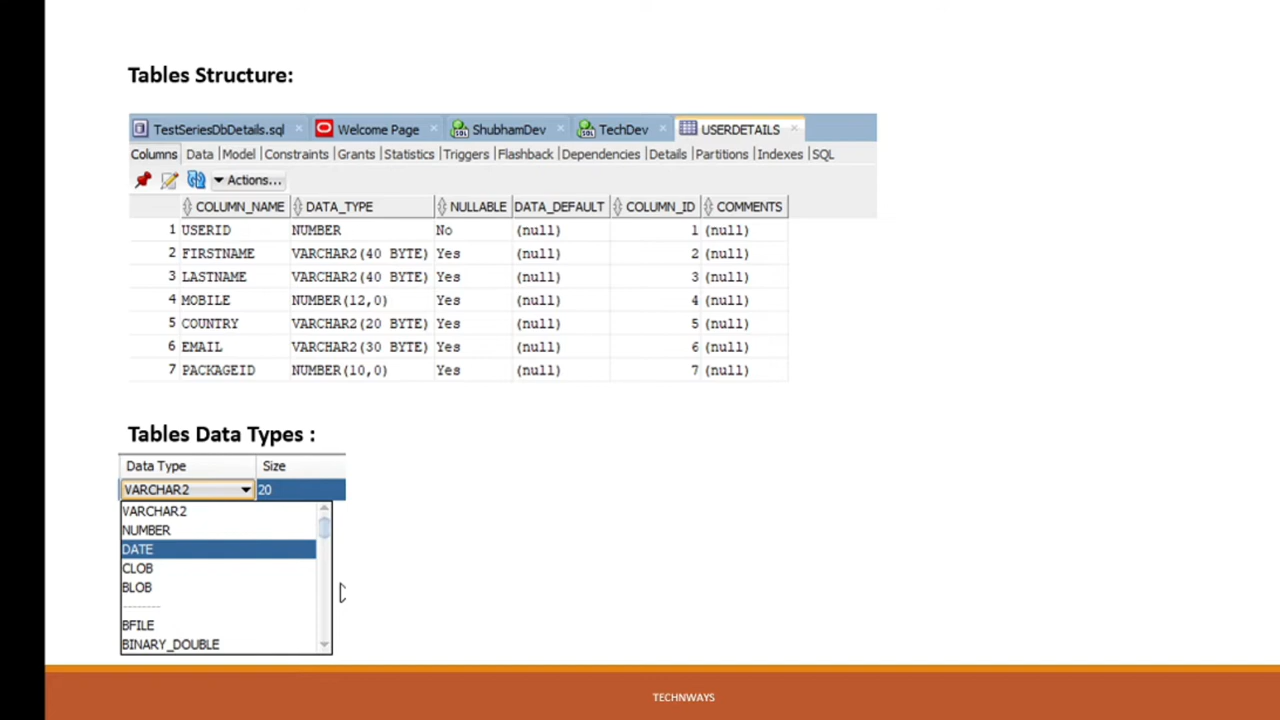 Tables Structure:
TestSeriesDbDetails.sql Welcome Page ShubhamDev TechDev USERDETAILS
Columns Data Model Constraints Grants Statistics Triggers Flashback Dependencies Details Partitions Indexes SQL
Actions...
COLUMN_NAME DATA_TYPE NULLABLE DATA_DEFAULT COLUMN_ID COMMENTS
1 USERID NUMBER No (null) 1 (null)
2 FIRSTNAME VARCHAR2(40 BYTE) Yes (null) 2 (null)
3 LASTNAME VARCHAR2(40 BYTE) Yes (null) 3 (null)
4 MOBILE NUMBER(12,0) Yes (null) 4 (null)
5 COUNTRY VARCHAR2(20 BYTE) Yes (null) 5 (null)
6 EMAIL VARCHAR2(30 BYTE) Yes (null) 6 (null)
7 PACKAGEID NUMBER(10,0) Yes (null) 7 (null)
Tables Data Types :
Data Type Size
VARCHAR2 20
VARCHAR2
NUMBER
DATE
CLOB
BLOB
--------
BFILE
BINARY_DOUBLE
TECHNWAYS